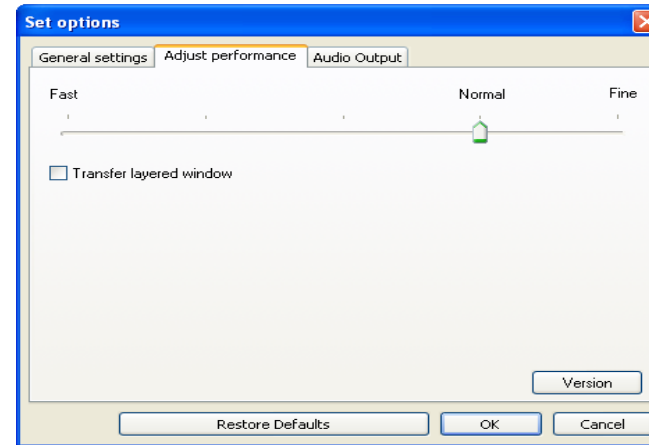 Set options
General settings Adjust performance Audio Output
Fast Normal Fine
Transfer layered window
Version
Restore Defaults OK Cancel